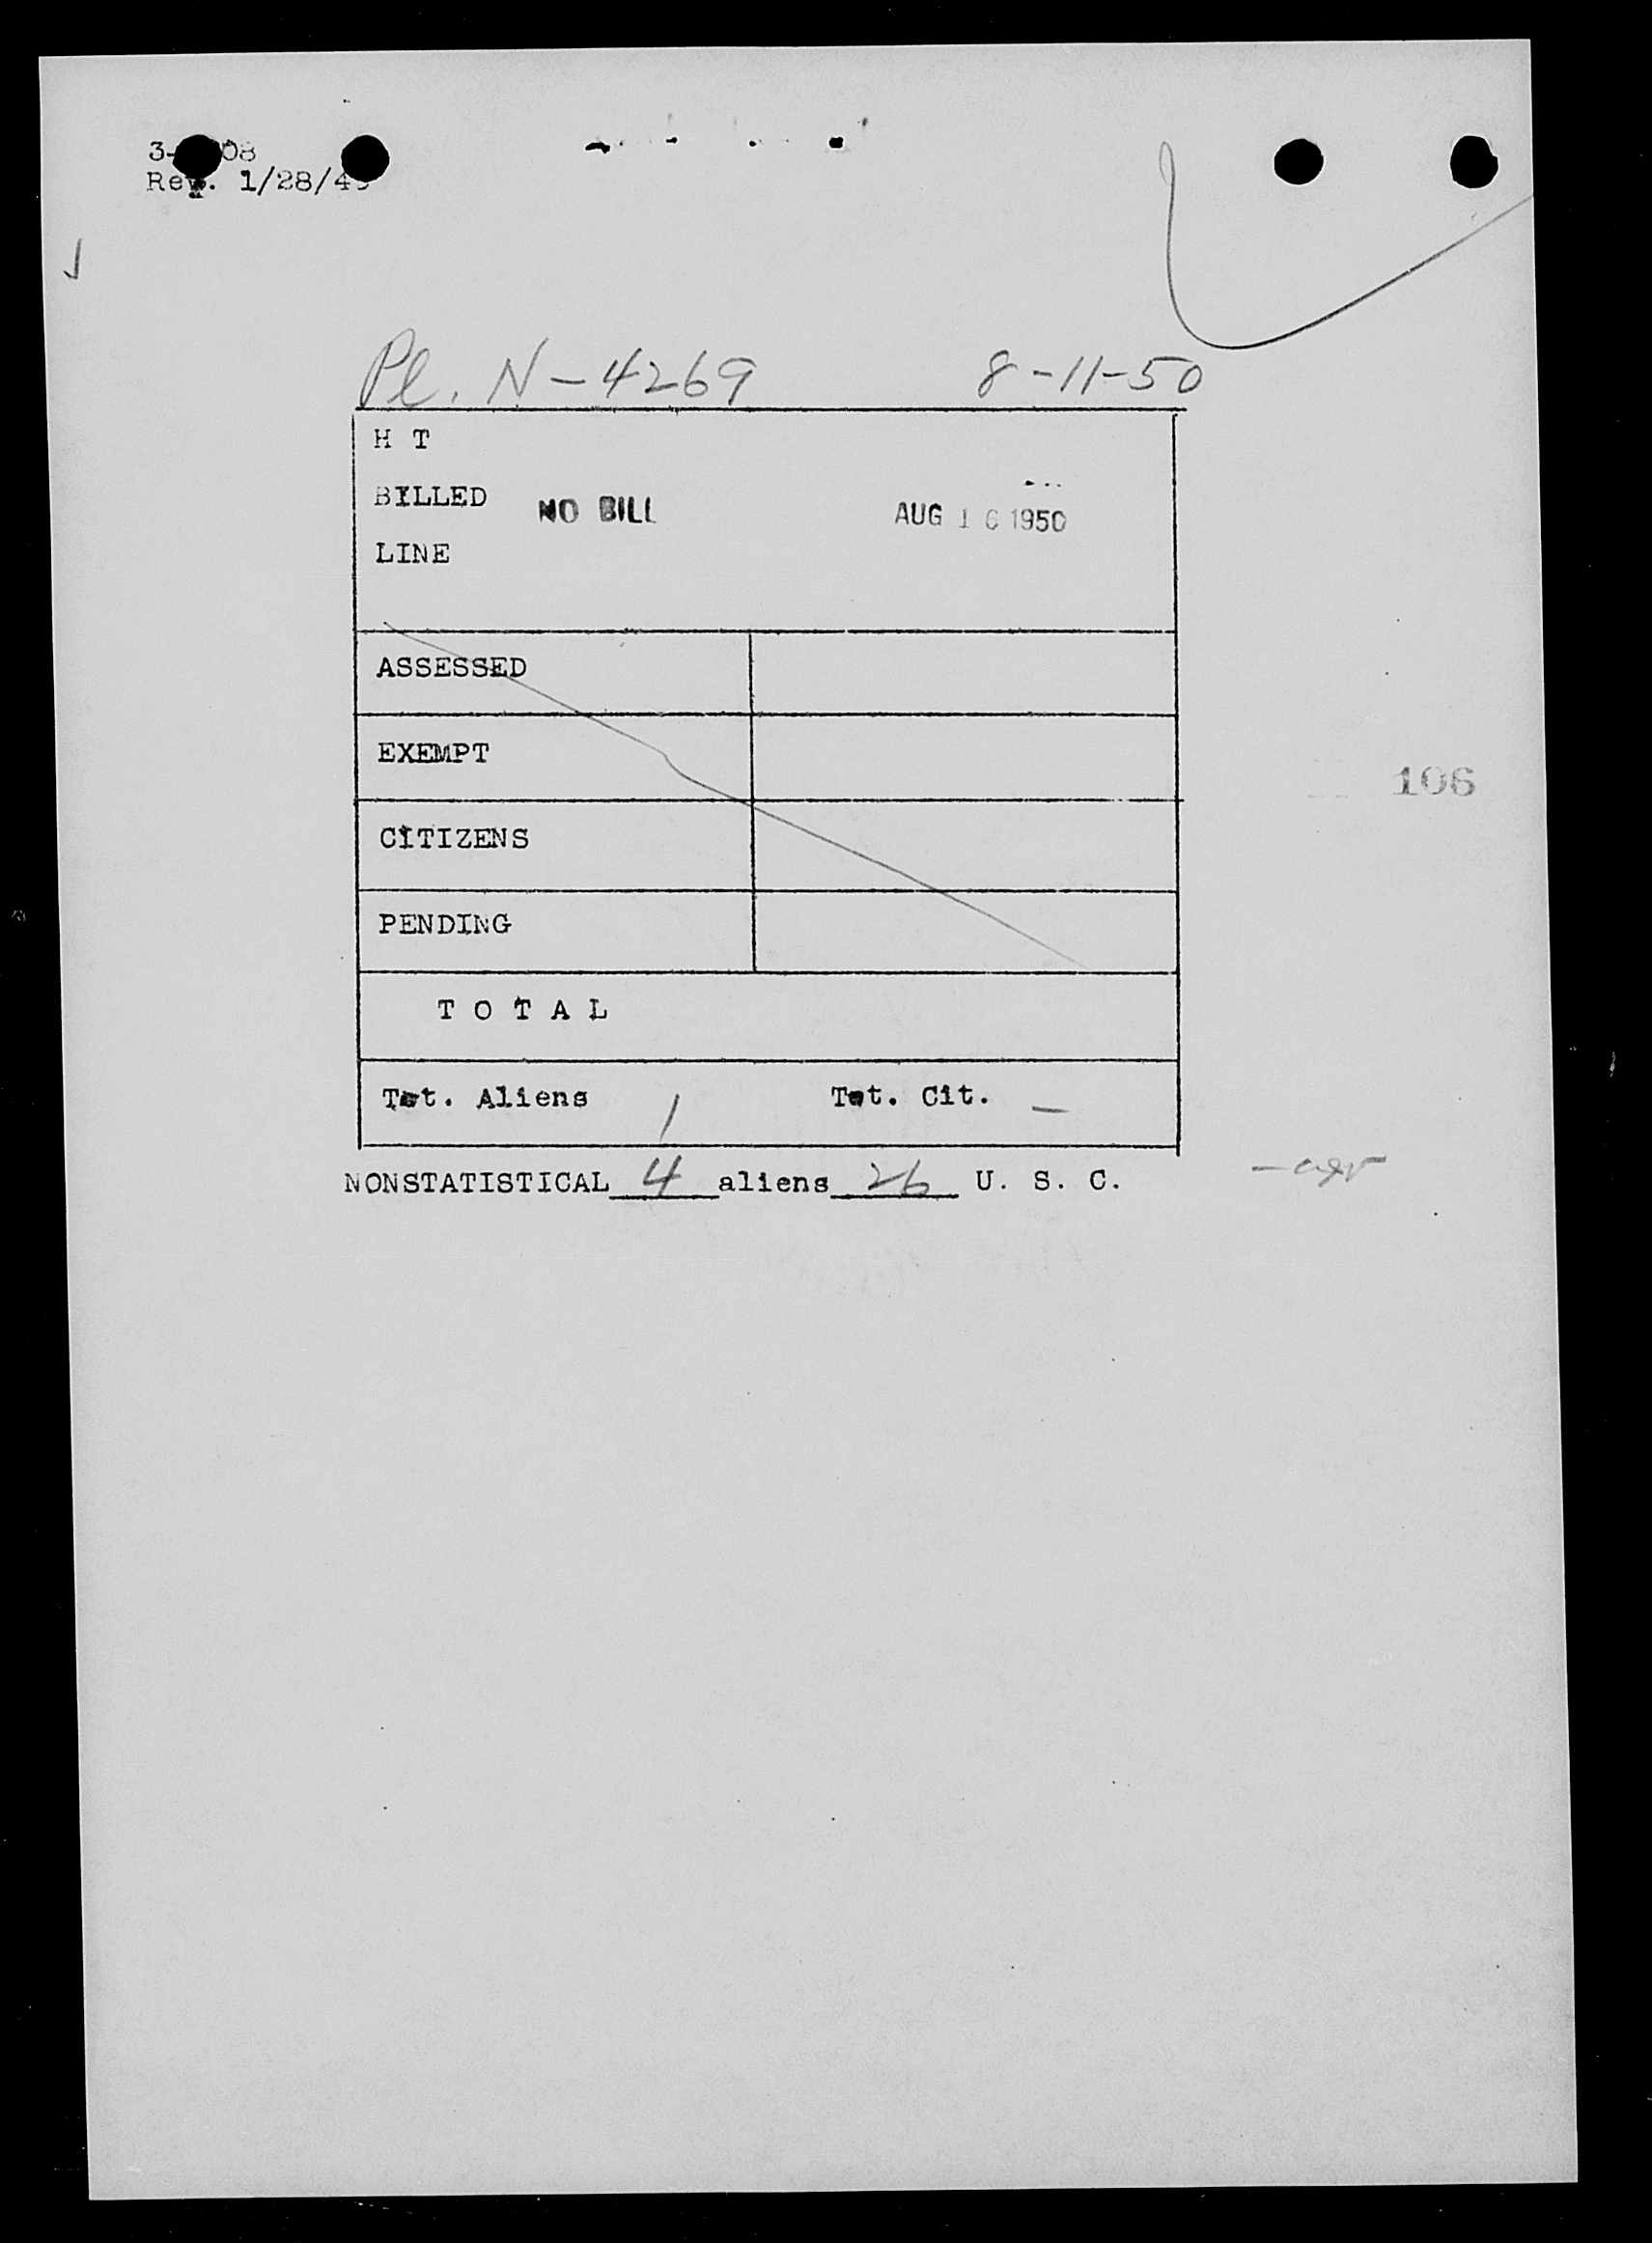 Rev. 1/28/4
Pl. N-4269 8-11-50
H T
BILLED NO BILL AUG 1 1950
LINE
ASSESSED
EXEMPT
106
CITIZENS
PENDING
T O T A L
Tot. Aliens 1 Tot. Cit. —
NONSTATISTICAL 4 aliens 26 U. S. C.